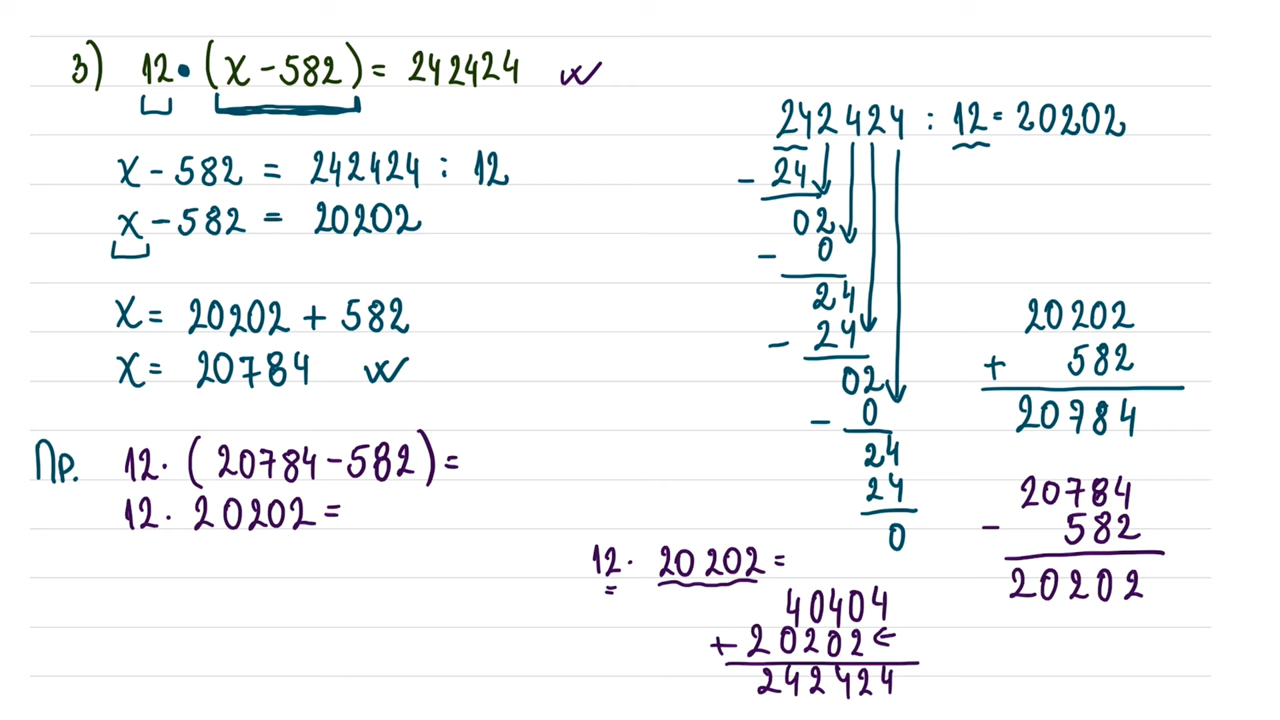 3) 12 · (x - 582) = 242424
x - 582 = 242424 : 12
x - 582 = 20202
x = 20202 + 582
x = 20784
Пр. 12 · (20784 - 582) =
12 · 20202 =
242424 : 12 = 20202
- 24
02
- 0
24
- 24
02
- 0
24
24
0
20202
+ 582
20784
20784
- 582
20202
12 · 20202 =
40404
+ 20202
242424